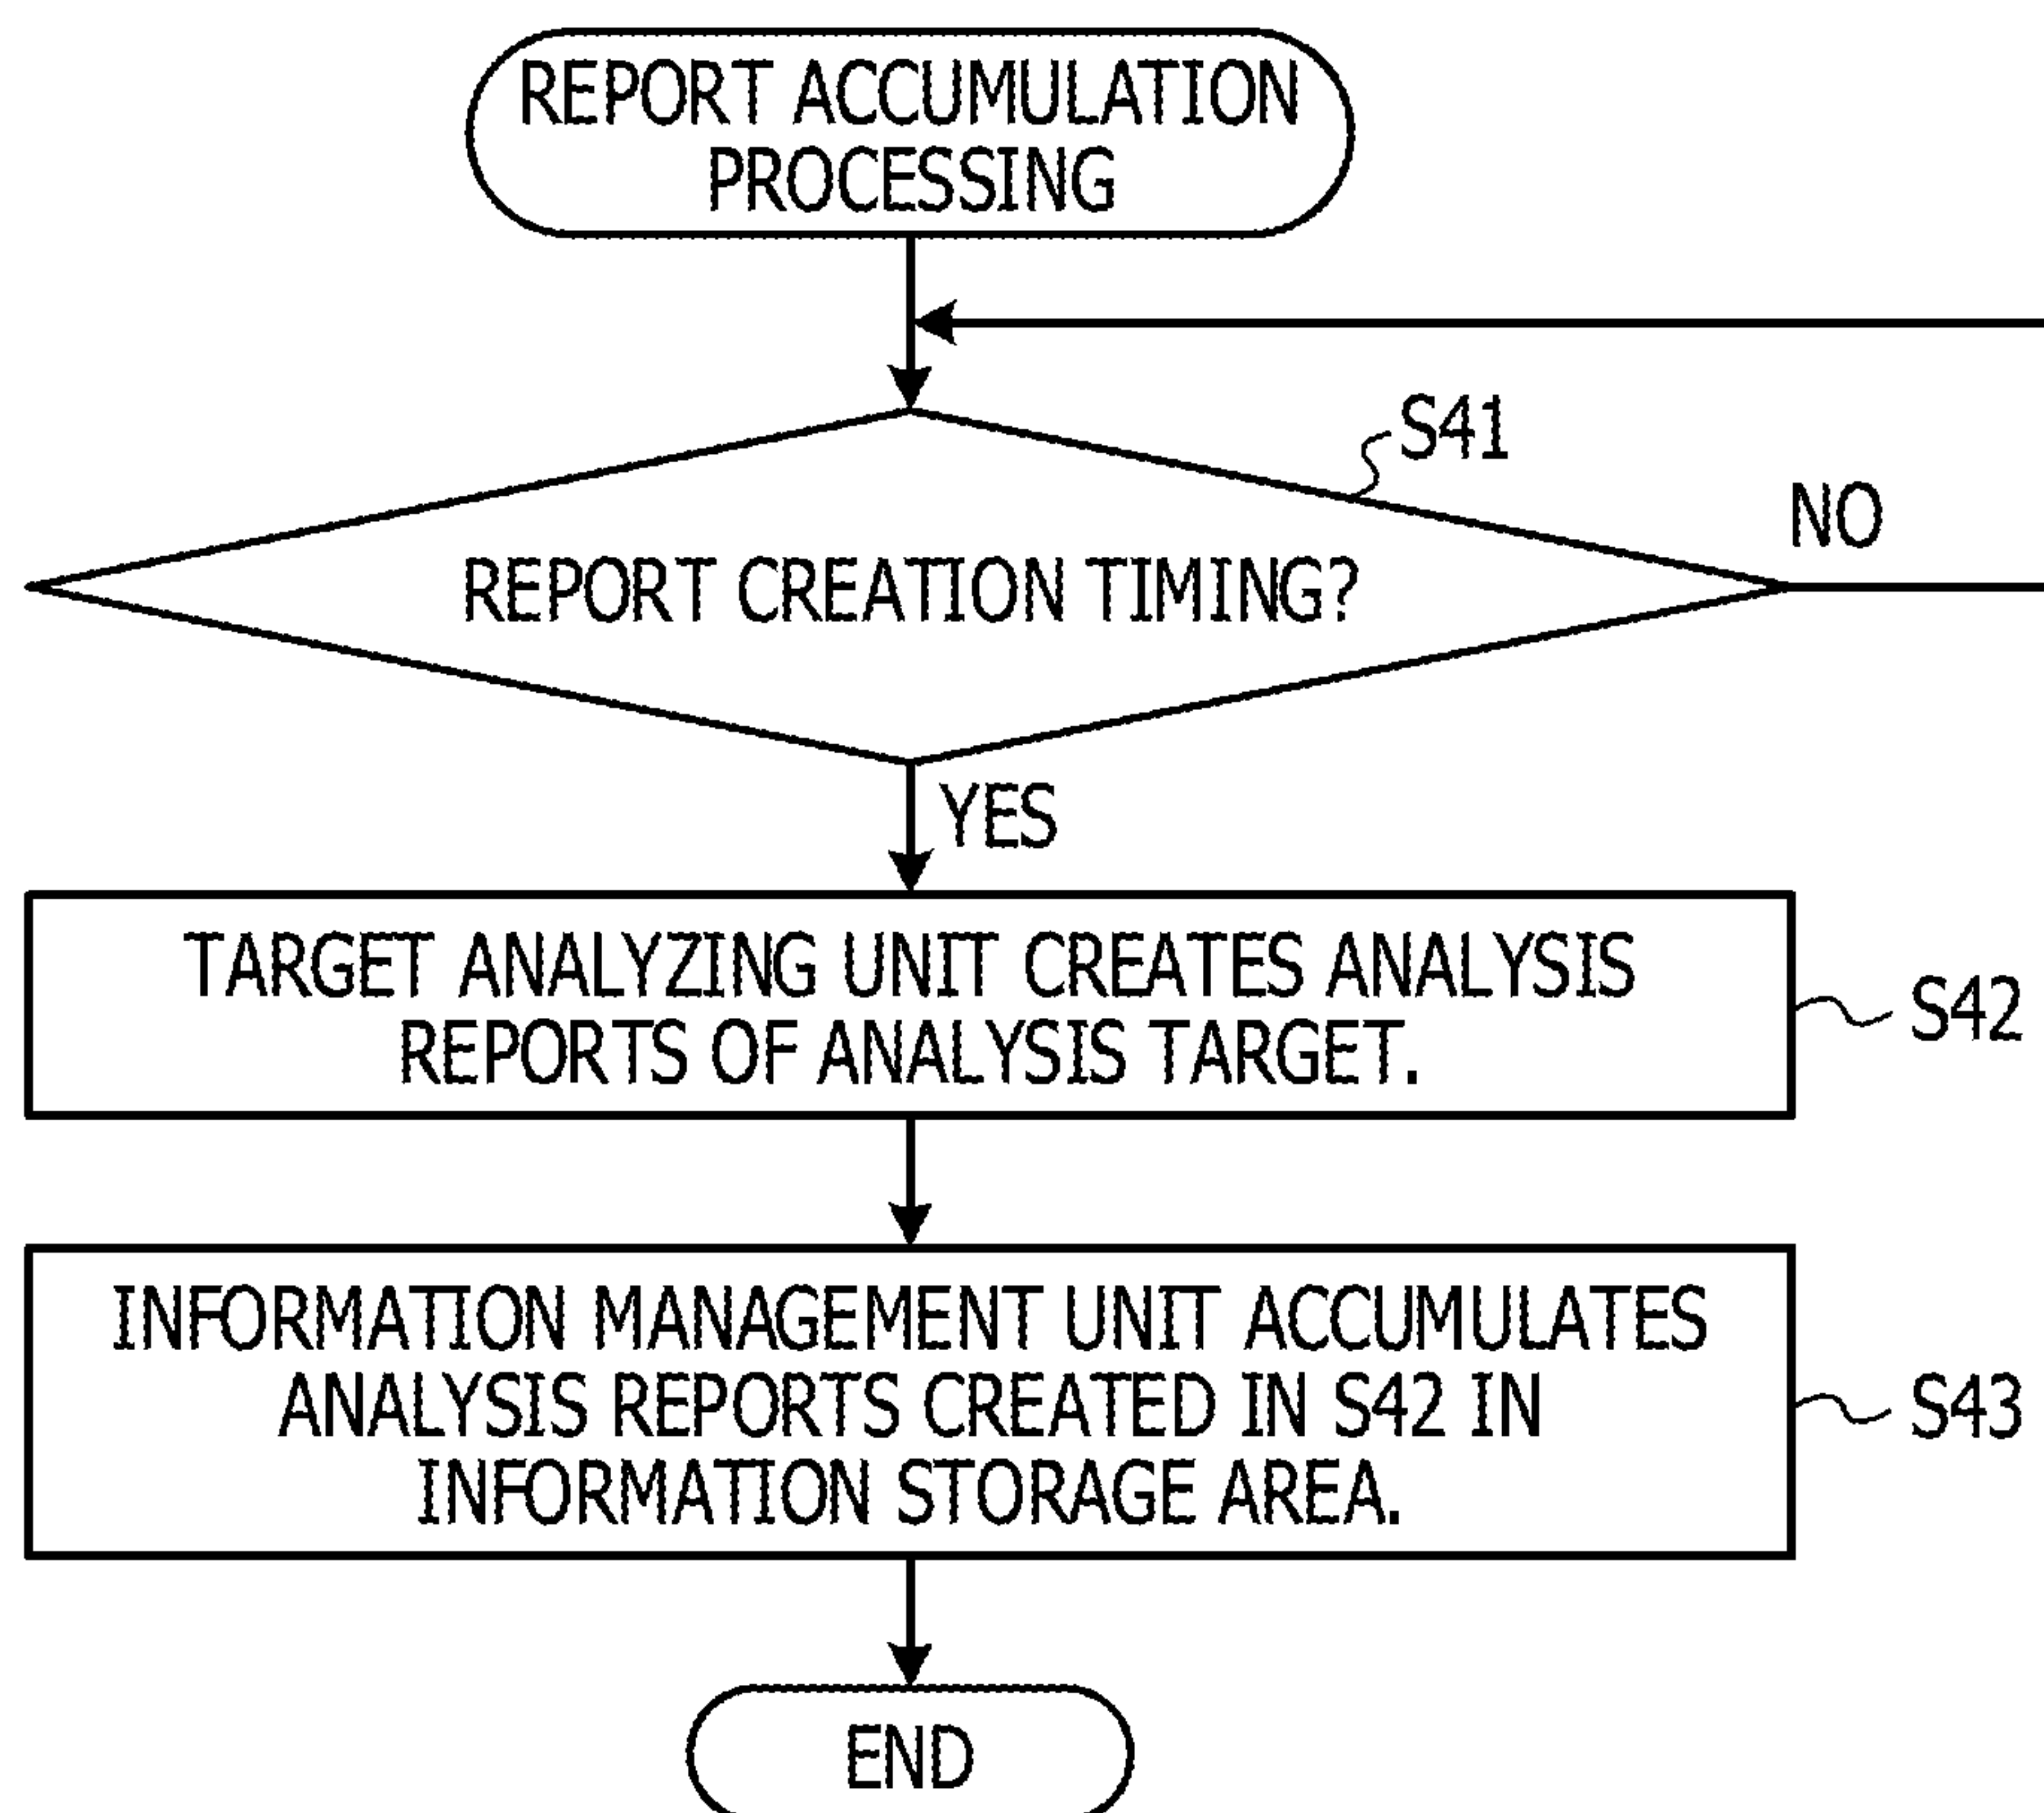 REPORT ACCUMULATION
PROCESSING
S41
NO
REPORT CREATION TIMING?
YES
TARGET ANALYZING UNIT CREATES ANALYSIS
REPORTS OF ANALYSIS TARGET.
S42
INFORMATION MANAGEMENT UNIT ACCUMULATES
ANALYSIS REPORTS CREATED IN S42 IN
INFORMATION STORAGE AREA.
S43
END